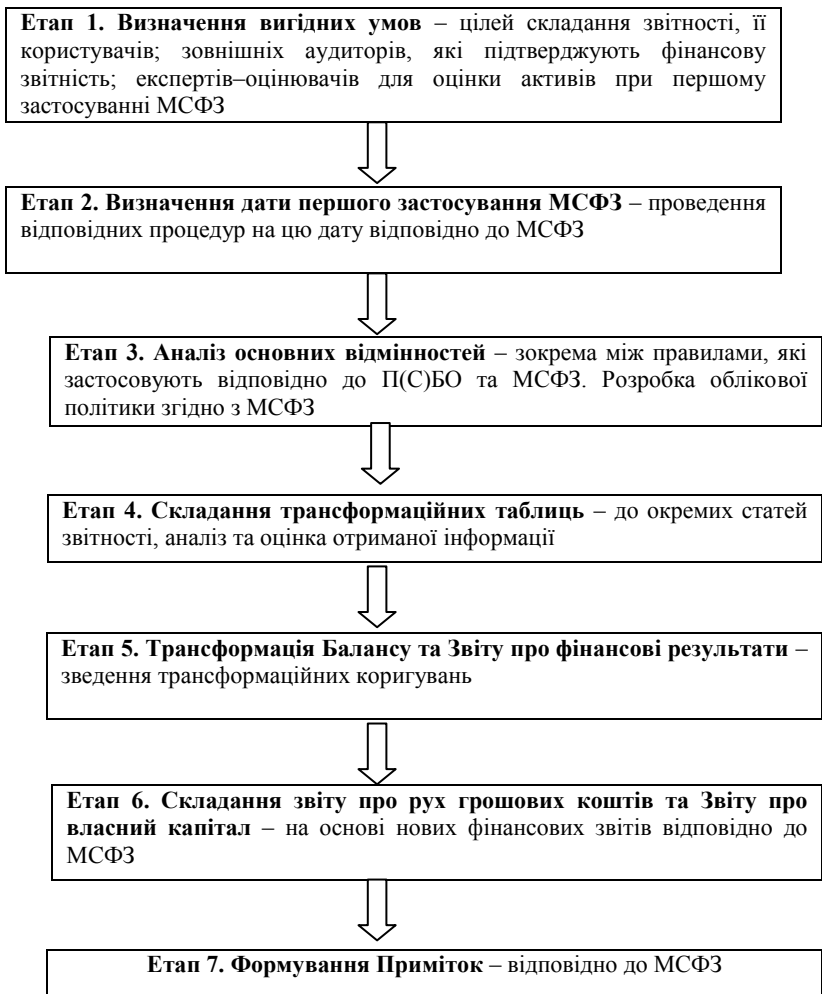 Етап 1. Визначення вигідних умов – цілей складання звітності, її
користувачів; зовнішніх аудиторів, які підтверджують фінансову
звітність; експертів–оцінювачів для оцінки активів при першому
застосуванні МСФЗ
Етап 2. Визначення дати першого застосування МСФЗ – проведення
відповідних процедур на цю дату відповідно до МСФЗ
Етап 3. Аналіз основних відмінностей – зокрема між правилами, які
застосовують відповідно до П(С)БО та МСФЗ. Розробка облікової
політики згідно з МСФЗ
Етап 4. Складання трансформаційних таблиць – до окремих статей
звітності, аналіз та оцінка отриманої інформації
Етап 5. Трансформація Балансу та Звіту про фінансові результати –
зведення трансформаційних коригувань
Етап 6. Складання звіту про рух грошових коштів та Звіту про
власний капітал – на основі нових фінансових звітів відповідно до
МСФЗ
Етап 7. Формування Приміток – відповідно до МСФЗ